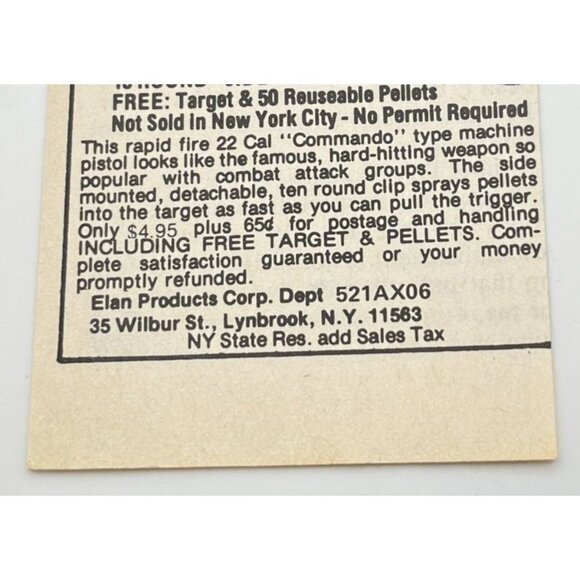 FREE: Target & 50 Reuseable Pellets
Not Sold in New York City - No Permit Required
This rapid fire 22 Cal "Commando" type machine
pistol looks like the famous, hard-hitting weapon so
popular with combat attack groups. The side
mounted, detachable, ten round clip sprays pellets
into the target as fast as you can pull the trigger.
Only $4.95 plus 65¢ for postage and handling
INCLUDING FREE TARGET & PELLETS. Com-
plete satisfaction guaranteed or your money
promptly refunded.
Elan Products Corp. Dept 521AX06
35 Wilbur St., Lynbrook, N.Y. 11563
NY State Res. add Sales Tax